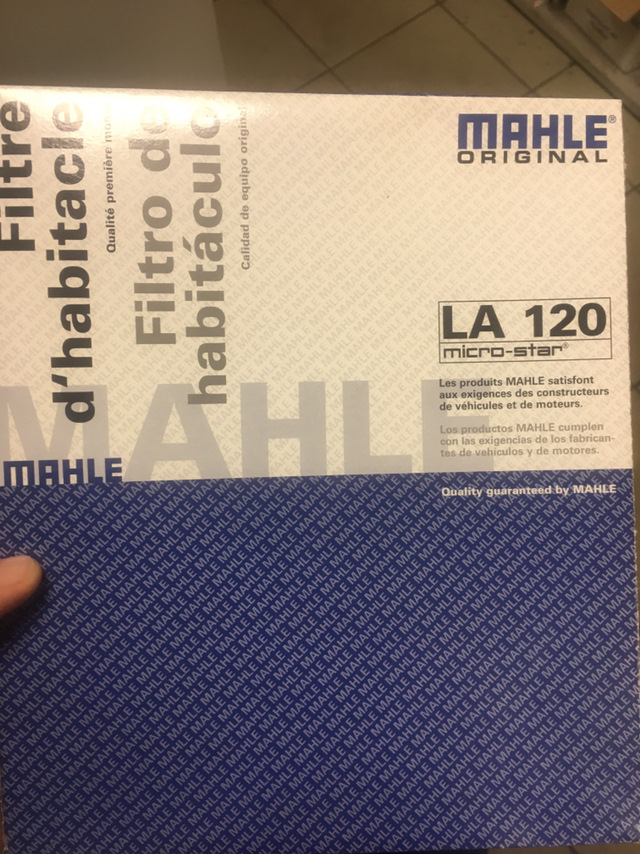 Filtre
d'habitacle
Qualité première
Filtro de
habitáculo
Calidad de equipo original
MAHLE®
ORIGINAL
LA 120
micro-star®
Les produits MAHLE satisfont
aux exigences des constructeurs
de véhicules et de moteurs.
Los productos MAHLE cumplen
con las exigencias de los fabrican-
tes de vehículos y de motores.
MAHLE
MAHLE
Quality guaranteed by MAHLE